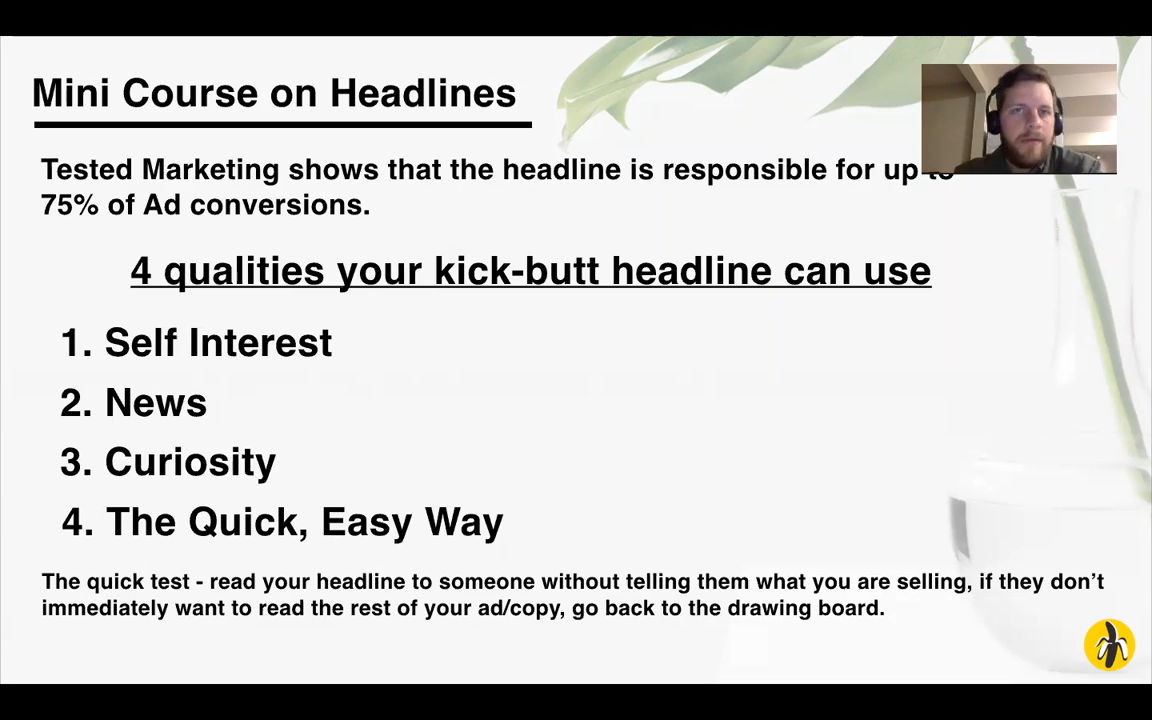 Mini Course on Headlines
Tested Marketing shows that the headline is responsible for up to
75% of Ad conversions.
4 qualities your kick-butt headline can use
1. Self Interest
2. News
3. Curiosity
4. The Quick, Easy Way
The quick test - read your headline to someone without telling them what you are selling, if they don’t
immediately want to read the rest of your ad/copy, go back to the drawing board.